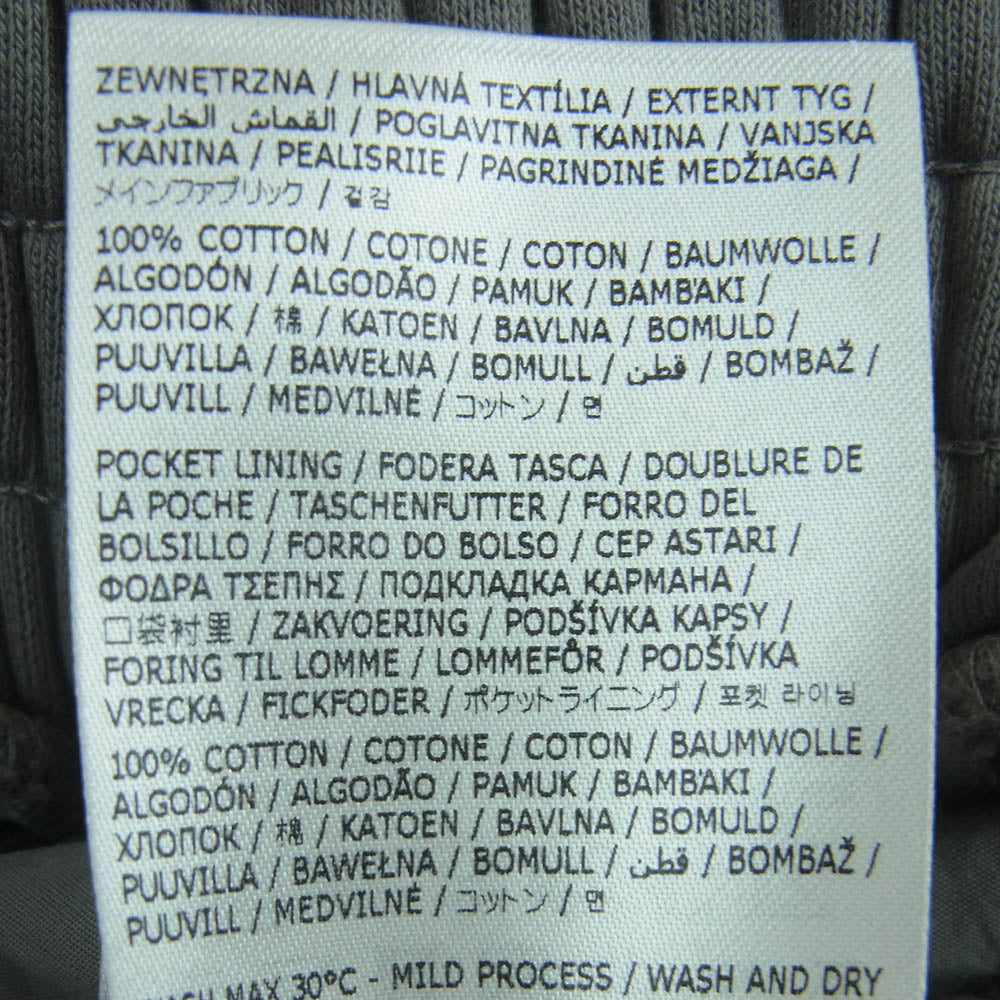 ZEWNĘTRZNA / HLAVNÁ TEXTÍLIA / EXTERNT TYG /
القماش الخارجى / POGLAVITNA TKANINA / VANJSKA
TKANINA / PEALISRIIE / PAGRINDINĖ MEDŽIAGA /
メインファブリック / 겉감
100% COTTON / COTONE / COTON / BAUMWOLLE /
ALGODÓN / ALGODÃO / PAMUK / BAMB'AKI /
ХЛОПОК / 棉 / KATOEN / BAVLNA / BOMULD /
PUUVILLA / BAWEŁNA / BOMULL / قطن / BOMBAŽ /
PUUVILL / MEDVILNĖ / コットン / 면
POCKET LINING / FODERA TASCA / DOUBLURE DE
LA POCHE / TASCHENFUTTER / FORRO DEL
BOLSILLO / FORRO DO BOLSO / CEP ASTARI /
ΦΟΔΡΑ ΤΣΕΠΗΣ / ПОДКЛАДКА КАРМАНА /
口袋衬里 / ZAKVOERING / PODŠÍVKA KAPSY /
FORING TIL LOMME / LOMMEFÔR / PODŠÍVKA
VRECKA / FICKFODER / ポケットライニング / 포켓 라이닝
100% COTTON / COTONE / COTON / BAUMWOLLE /
ALGODÓN / ALGODÃO / PAMUK / BAMB'AKI /
ХЛОПОК / 棉 / KATOEN / BAVLNA / BOMULD /
PUUVILLA / BAWEŁNA / BOMULL / قطن / BOMBAŽ /
PUUVILL / MEDVILNĖ / コットン / 면
WASH MAX 30°C - MILD PROCESS / WASH AND DRY